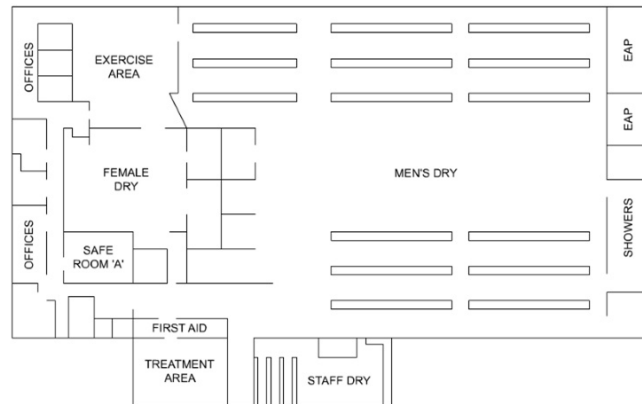 OFFICES
EXERCISE
AREA
EAP
EAP
FEMALE
DRY
MEN'S DRY
SHOWERS
OFFICES
SAFE
ROOM 'A'
FIRST AID
TREATMENT
AREA
STAFF DRY